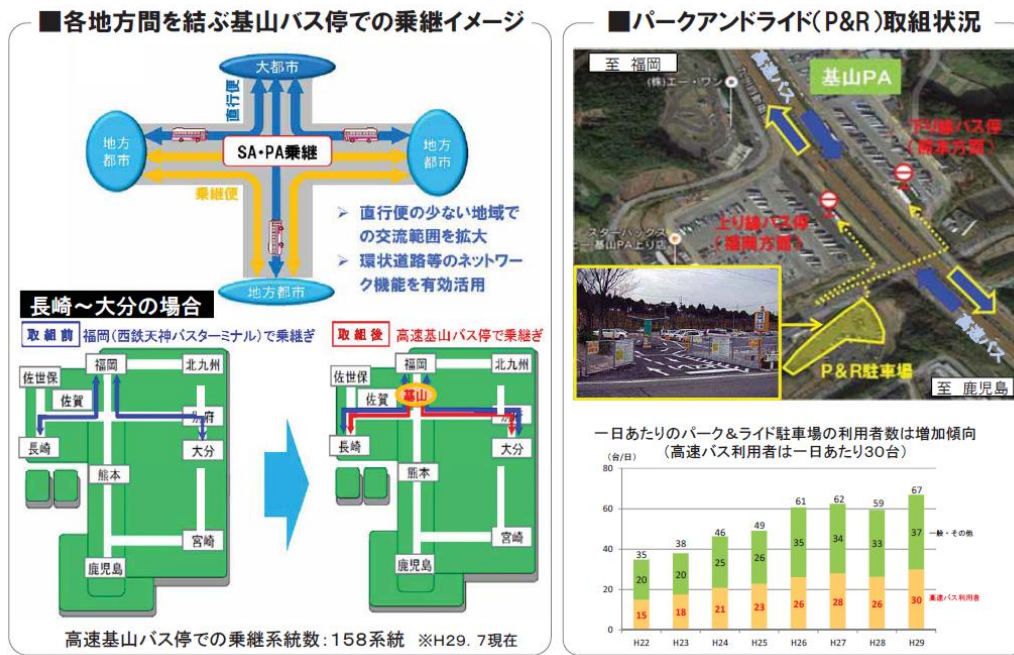 ■各地方間を結ぶ基山バス停での乗継イメージ
大都市
直行便
地方
都市
SA・PA乗継
地方
都市
乗継便
地方都市
➢ 直行便の少ない地域で
の交流範囲を拡大
➢ 環状道路等のネットワー
ク機能を有効活用
長崎～大分の場合
取組前 福岡(西鉄天神バスターミナル)で乗継ぎ
福岡
北九州
佐世保
佐賀
別府
長崎
大分
熊本
宮崎
鹿児島
取組後 高速基山バス停で乗継ぎ
福岡
北九州
佐世保
佐賀
基山
長崎
大分
熊本
宮崎
鹿児島
高速基山バス停での乗継系統数：158系統 ※H29. 7現在
■パークアンドライド(P&R)取組状況
至 福岡
(株)エー・ワン
高速バス
基山PA
下り線バス停
スターバックス
上り線バス停
(福岡方面)
高速バス
P&R駐車場
至 鹿児島
一日あたりのパーク&ライド駐車場の利用者数は増加傾向
(高速バス利用者は一日あたり30台)
(台/日)
80
60
40
20
0
35
38
46
49
61
62
59
67
20
20
25
26
35
34
33
37
一般・その他
15
18
21
23
26
28
26
30
高速バス利用者
H22
H23
H24
H25
H26
H27
H28
H29